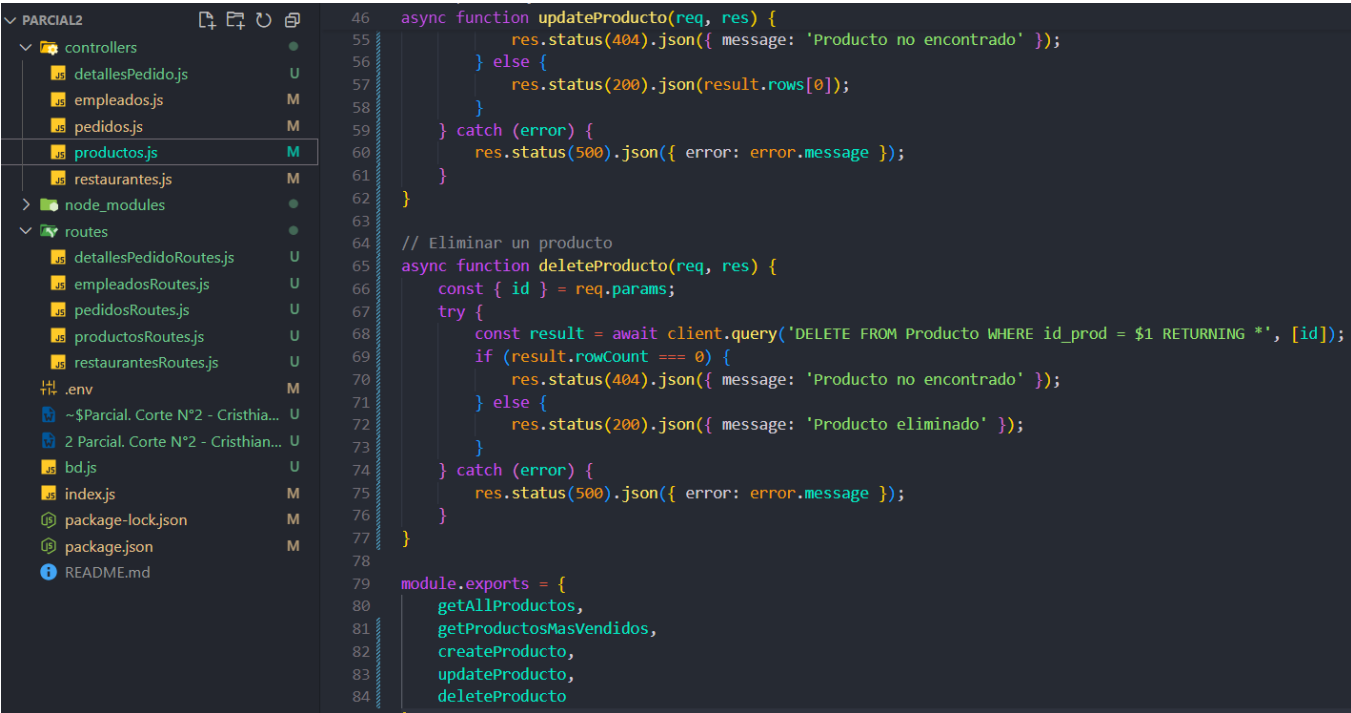 PARCIAL2
controllers
detallesPedido.js U
empleados.js M
pedidos.js M
productos.js M
restaurantes.js M
node_modules
routes
detallesPedidoRoutes.js U
empleadosRoutes.js U
pedidosRoutes.js U
productosRoutes.js U
restaurantesRoutes.js U
.env M
~$Parcial. Corte N°2 - Cristhia... U
2 Parcial. Corte N°2 - Cristhian... U
bd.js U
index.js M
package-lock.json M
package.json M
README.md
46 async function updateProducto(req, res) {
55 res.status(404).json({ message: 'Producto no encontrado' });
56 } else {
57 res.status(200).json(result.rows[0]);
58 }
59 } catch (error) {
60 res.status(500).json({ error: error.message });
61 }
62 }
63
64 // Eliminar un producto
65 async function deleteProducto(req, res) {
66 const { id } = req.params;
67 try {
68 const result = await client.query('DELETE FROM Producto WHERE id_prod = $1 RETURNING *', [id]);
69 if (result.rowCount === 0) {
70 res.status(404).json({ message: 'Producto no encontrado' });
71 } else {
72 res.status(200).json({ message: 'Producto eliminado' });
73 }
74 } catch (error) {
75 res.status(500).json({ error: error.message });
76 }
77 }
78
79 module.exports = {
80 getAllProductos,
81 getProductosMasVendidos,
82 createProducto,
83 updateProducto,
84 deleteProducto